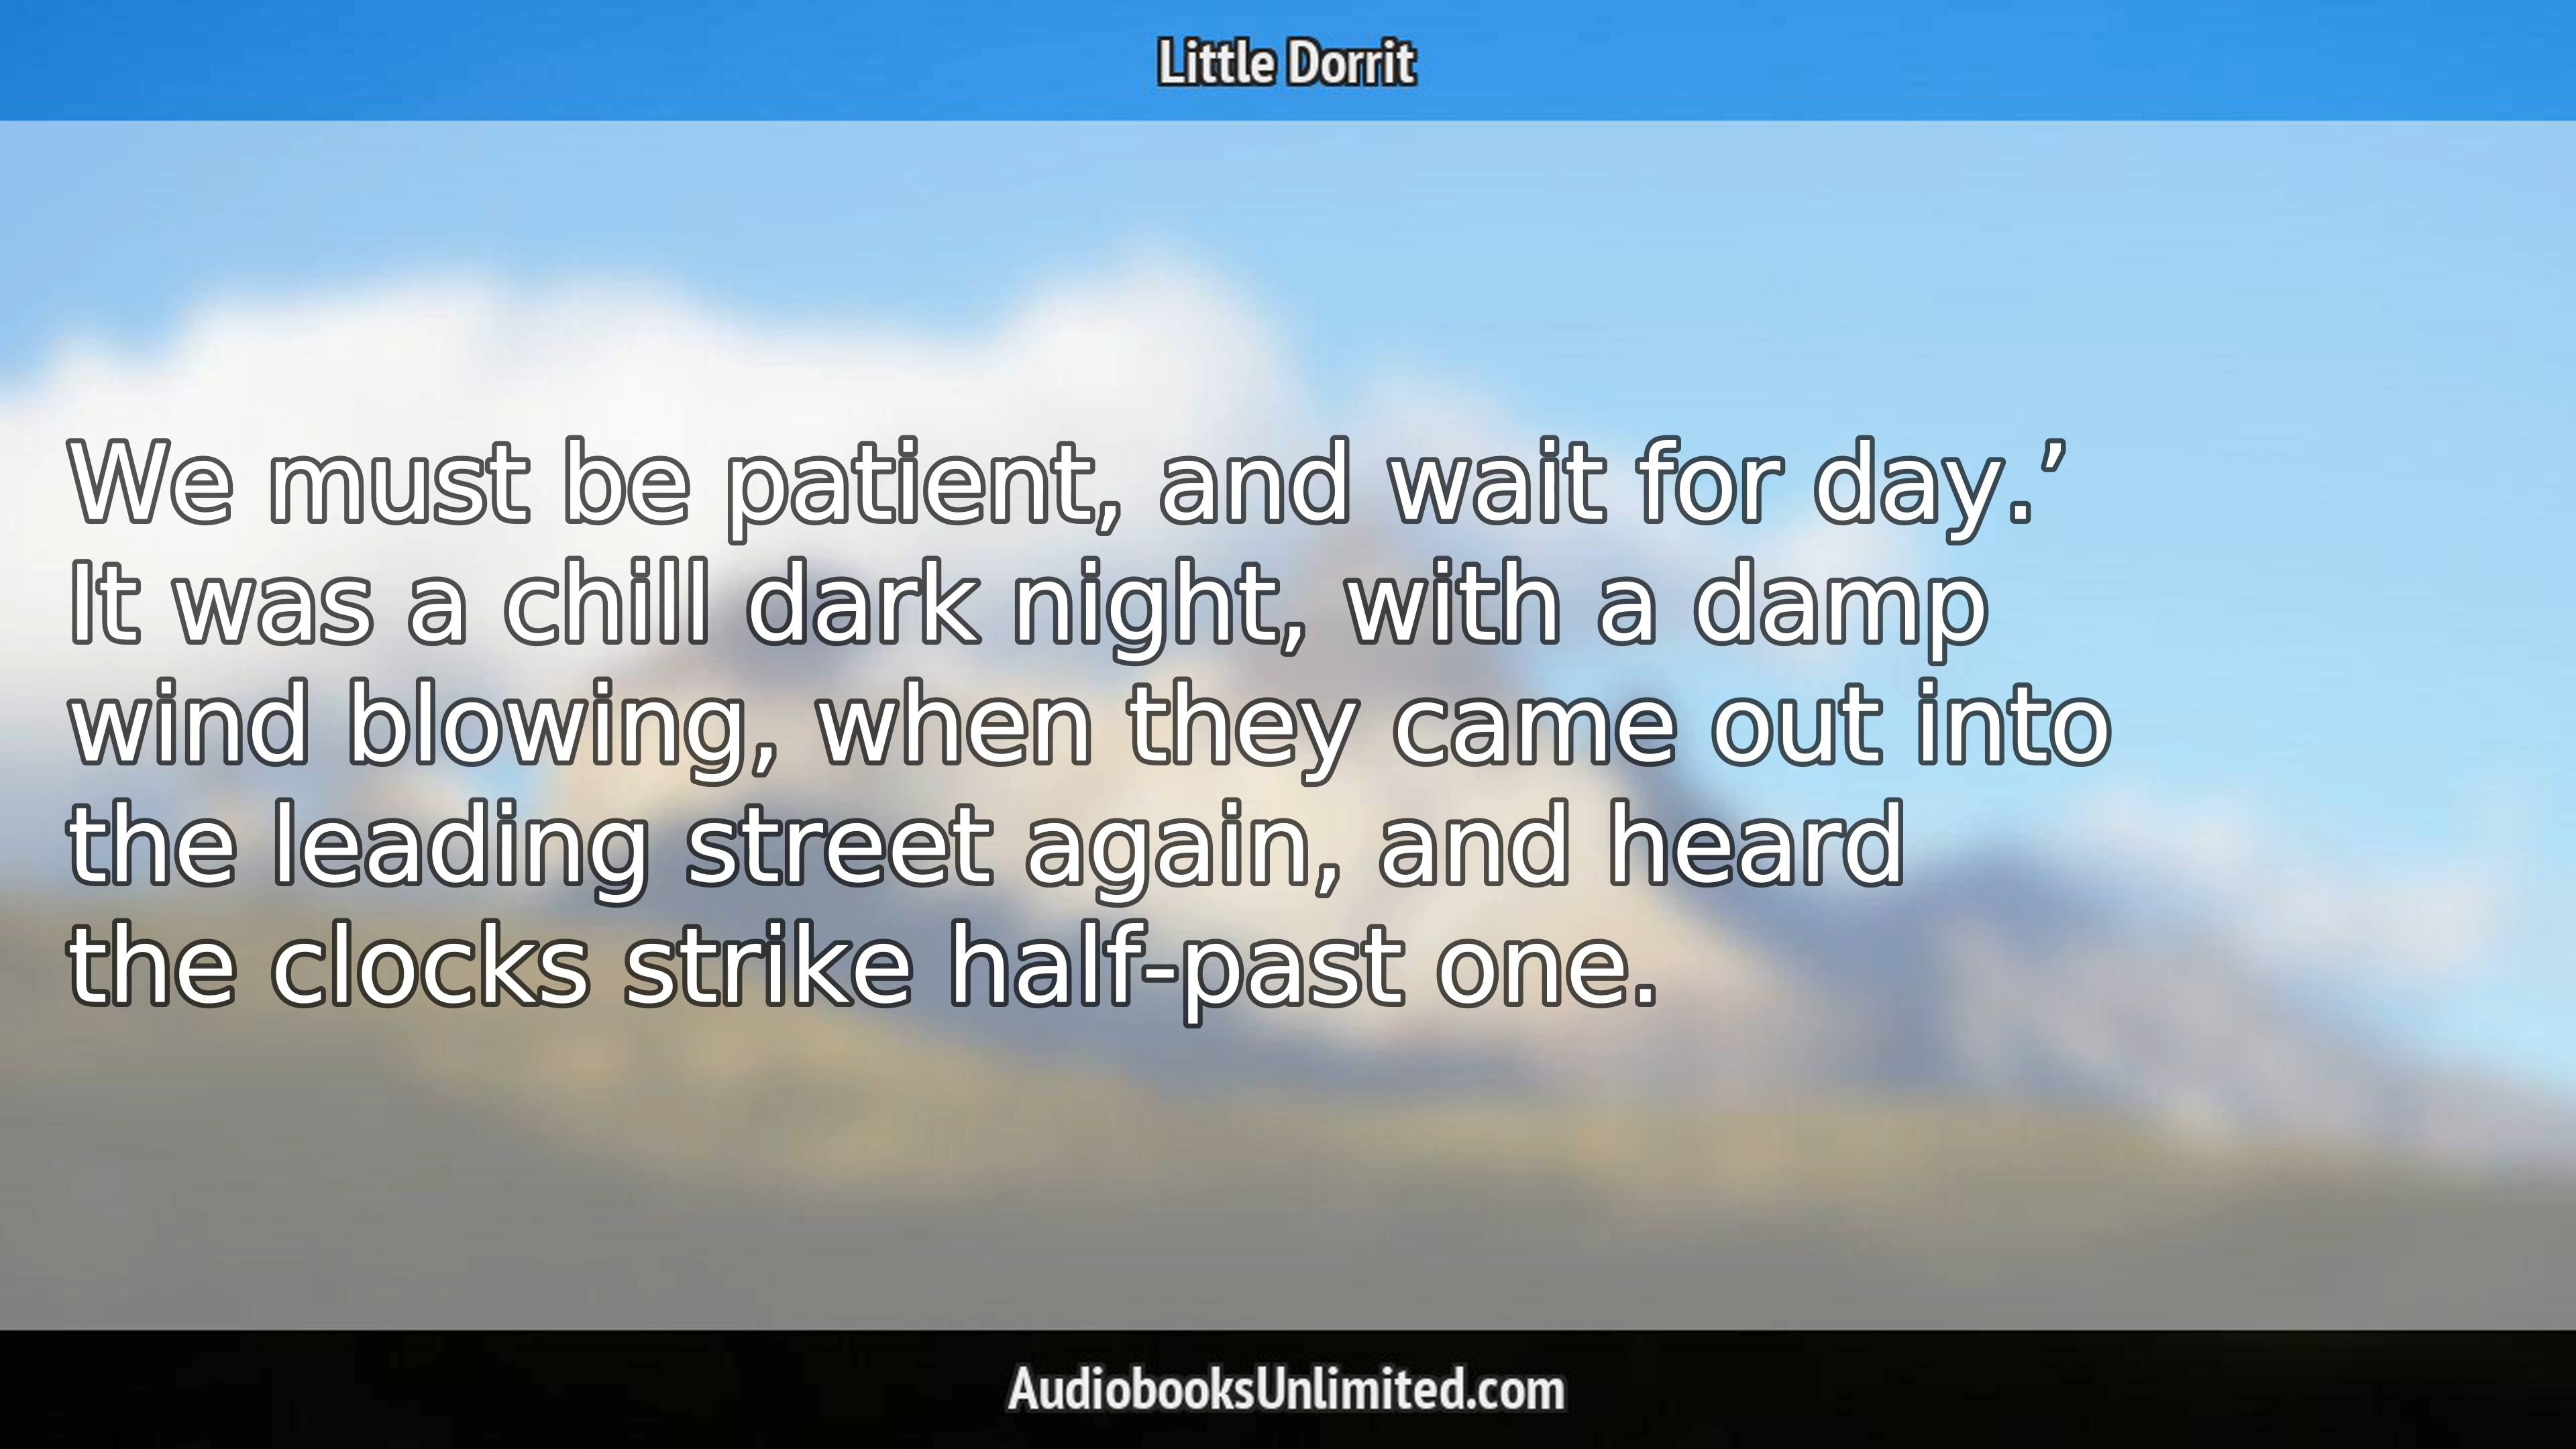 Little Dorrit
We must be patient, and wait for day.’
It was a chill dark night, with a damp
wind blowing, when they came out into
the leading street again, and heard
the clocks strike half-past one.
AudiobooksUnlimited.com